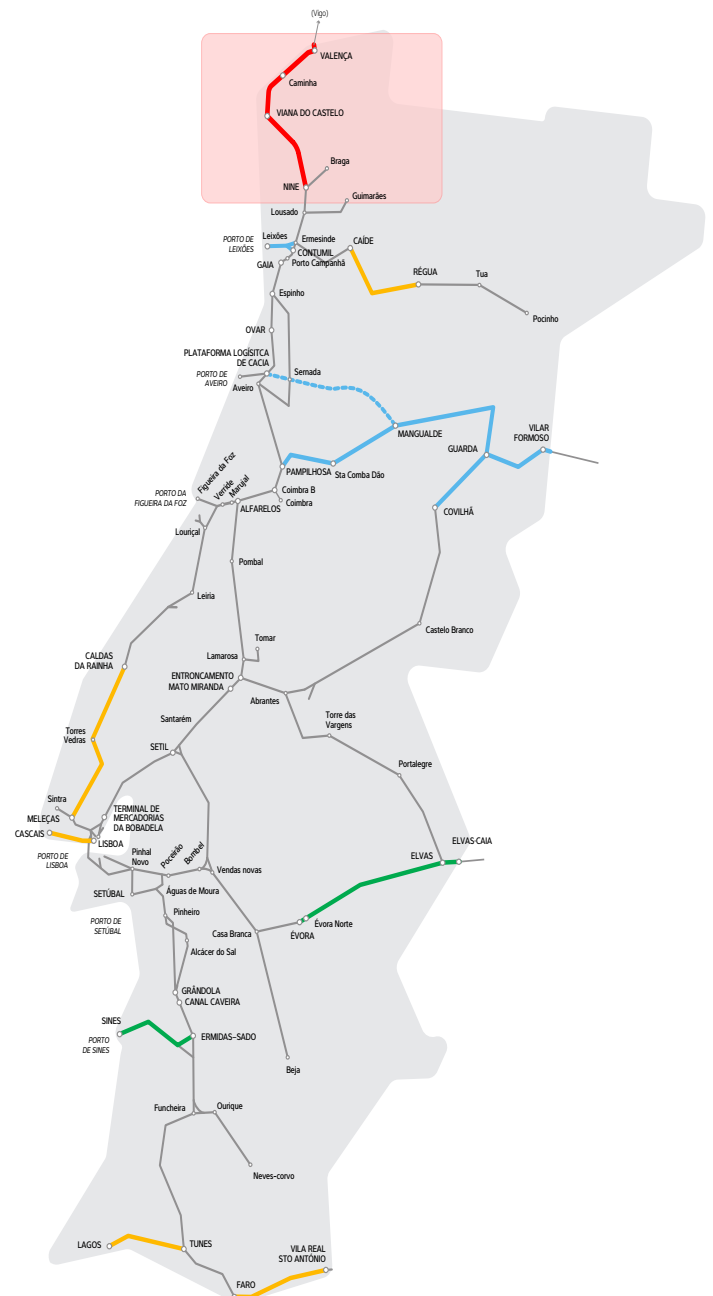 (Vigo)
VALENÇA
Caminha
VIANA DO CASTELO
Braga
NINE
Guimarães
Lousado
Leixões
PORTO DE
LEIXÕES
Ermesinde
CAÍDE
CONTUMIL
GAIA
Porto Campanhã
RÉGUA
Tua
Espinho
Pocinho
OVAR
PLATAFORMA LOGÍSITCA
DE CACIA
PORTO DE
AVEIRO
Sernada
Aveiro
MANGUALDE
VILAR
FORMOSO
GUARDA
PAMPILHOSA
Sta Comba Dão
Figueira da Foz
Verride
Marujal
PORTO DA
FIGUEIRA DA FOZ
Coimbra B
Coimbra
ALFARELOS
COVILHÃ
Louriçal
Pombal
Leiria
Castelo Branco
Tomar
CALDAS
DA RAINHA
Lamarosa
ENTRONCAMENTO
MATO MIRANDA
Abrantes
Santarém
Torre das
Vargens
Torres
Vedras
SETIL
Portalegre
Sintra
MELEÇAS
TERMINAL DE
MERCADORIAS
DA BOBADELA
CASCAIS
LISBOA
ELVAS-CAIA
ELVAS
PORTO DE
LISBOA
Pinhal
Novo
Poceirão
Bombel
Vendas novas
SETÚBAL
Águas de Moura
PORTO DE
SETÚBAL
Pinheiro
Évora Norte
Casa Branca
ÉVORA
Alcácer do Sal
GRÂNDOLA
CANAL CAVEIRA
SINES
PORTO
DE SINES
ERMIDAS-SADO
Beja
Funcheira
Ourique
Neves-corvo
LAGOS
TUNES
VILA REAL
STO ANTÓNIO
FARO